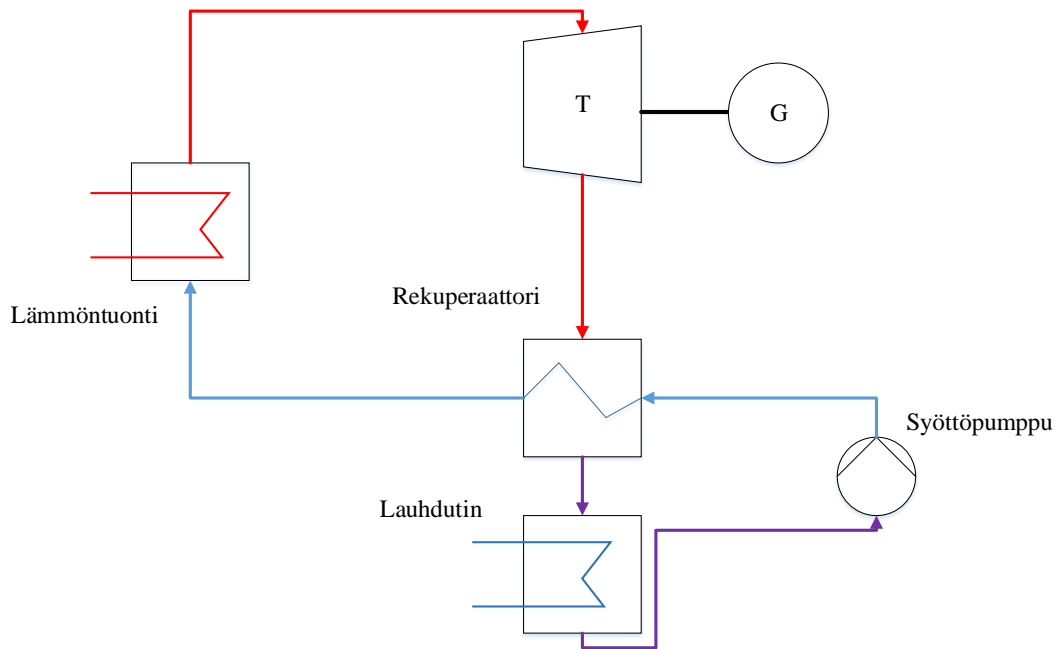 T
G
Lämmöntuonti
Rekuperaattori
Syöttöpumppu
Lauhdutin